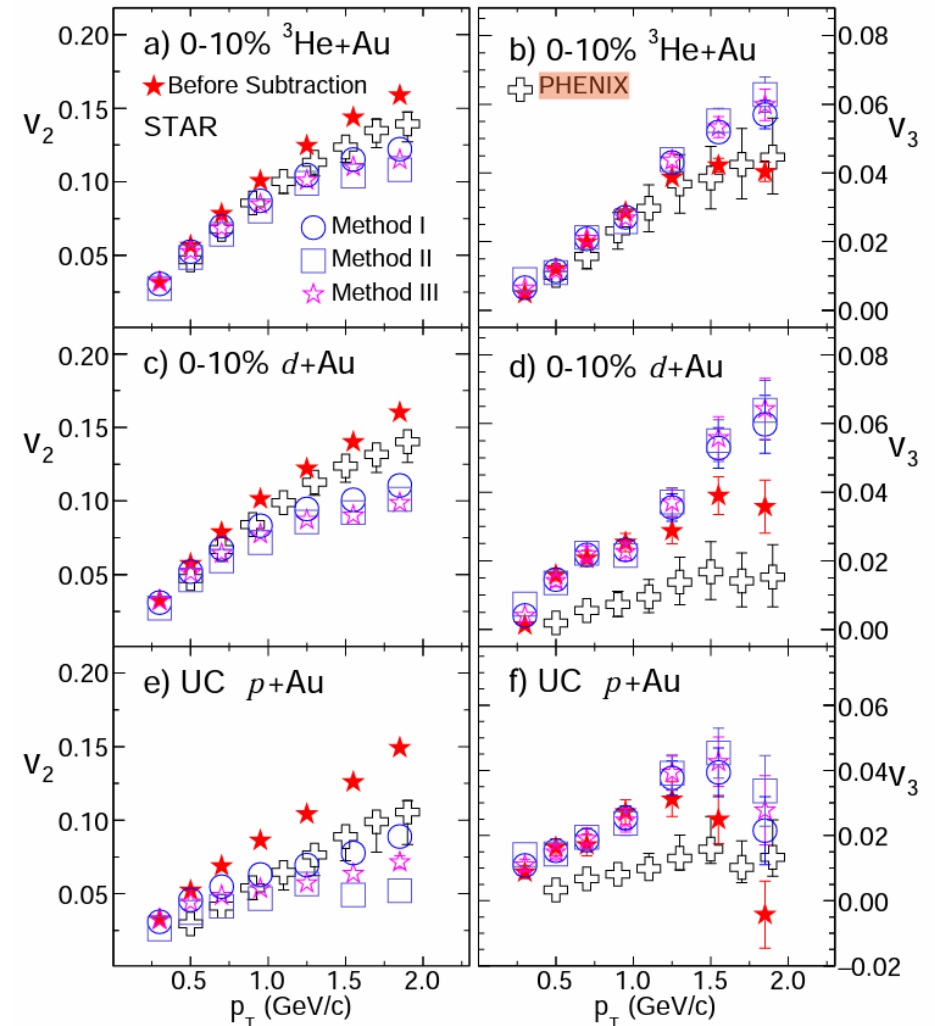 a) 0-10% ³He+Au
Before Subtraction
STAR
Method I
Method II
Method III
v₂
0.20
0.15
0.10
0.05
b) 0-10% ³He+Au
PHENIX
v₃
0.08
0.06
0.04
0.02
0.00
c) 0-10% d+Au
v₂
0.20
0.15
0.10
0.05
d) 0-10% d+Au
v₃
0.08
0.06
0.04
0.02
0.00
e) UC p+Au
v₂
0.20
0.15
0.10
0.05
f) UC p+Au
v₃
0.06
0.04
0.02
0.00
−0.02
0.5 1.0 1.5 2.0
0.5 1.0 1.5 2.0
p_T (GeV/c)
p_T (GeV/c)